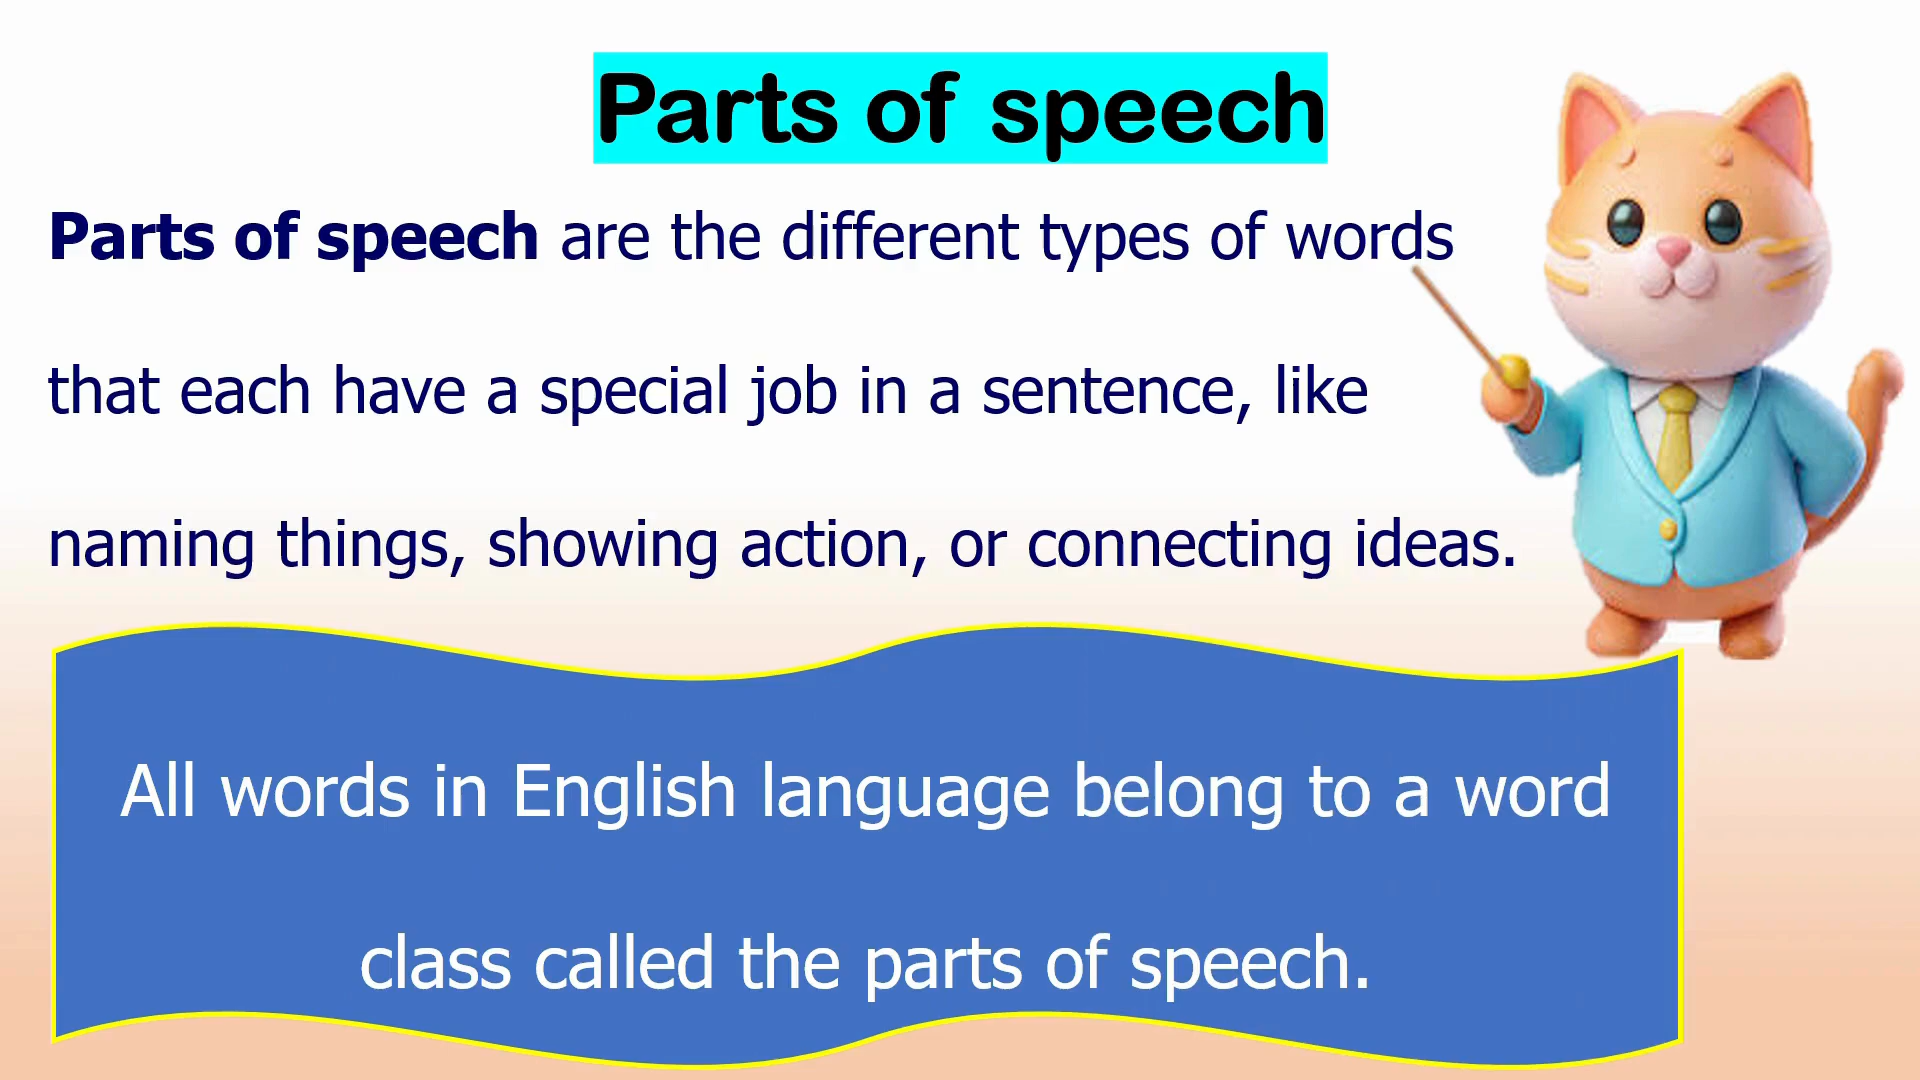 Parts of speech
Parts of speech are the different types of words
that each have a special job in a sentence, like
naming things, showing action, or connecting ideas.
All words in English language belong to a word
class called the parts of speech.